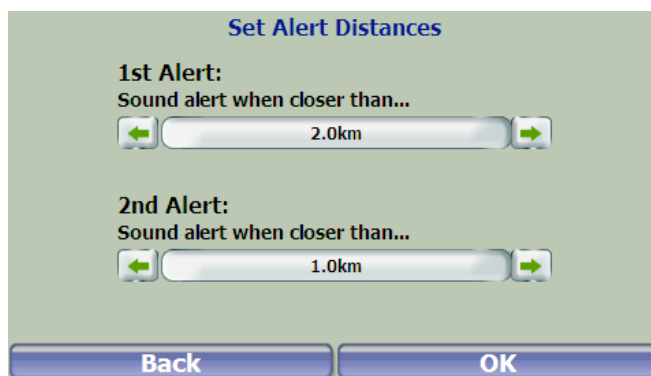 Set Alert Distances
1st Alert:
Sound alert when closer than...
2.0km
2nd Alert:
Sound alert when closer than...
1.0km
Back OK